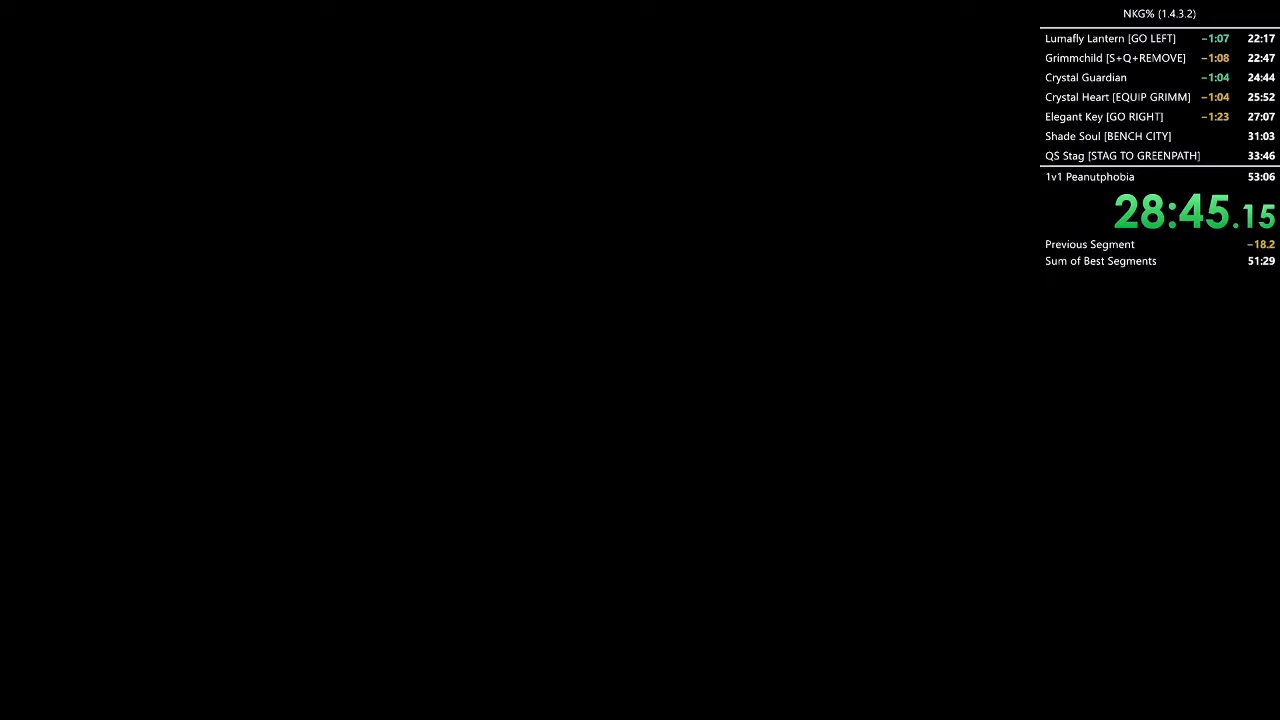 NKG% (1.4.3.2)
Lumafly Lantern [GO LEFT] −1:07 22:17
Grimmchild [S+Q+REMOVE] −1:08 22:47
Crystal Guardian −1:04 24:44
Crystal Heart [EQUIP GRIMM] −1:04 25:52
Elegant Key [GO RIGHT] −1:23 27:07
Shade Soul [BENCH CITY] 31:03
QS Stag [STAG TO GREENPATH] 33:46
1v1 Peanutphobia 53:06
28:45.15
Previous Segment −18.2
Sum of Best Segments 51:29